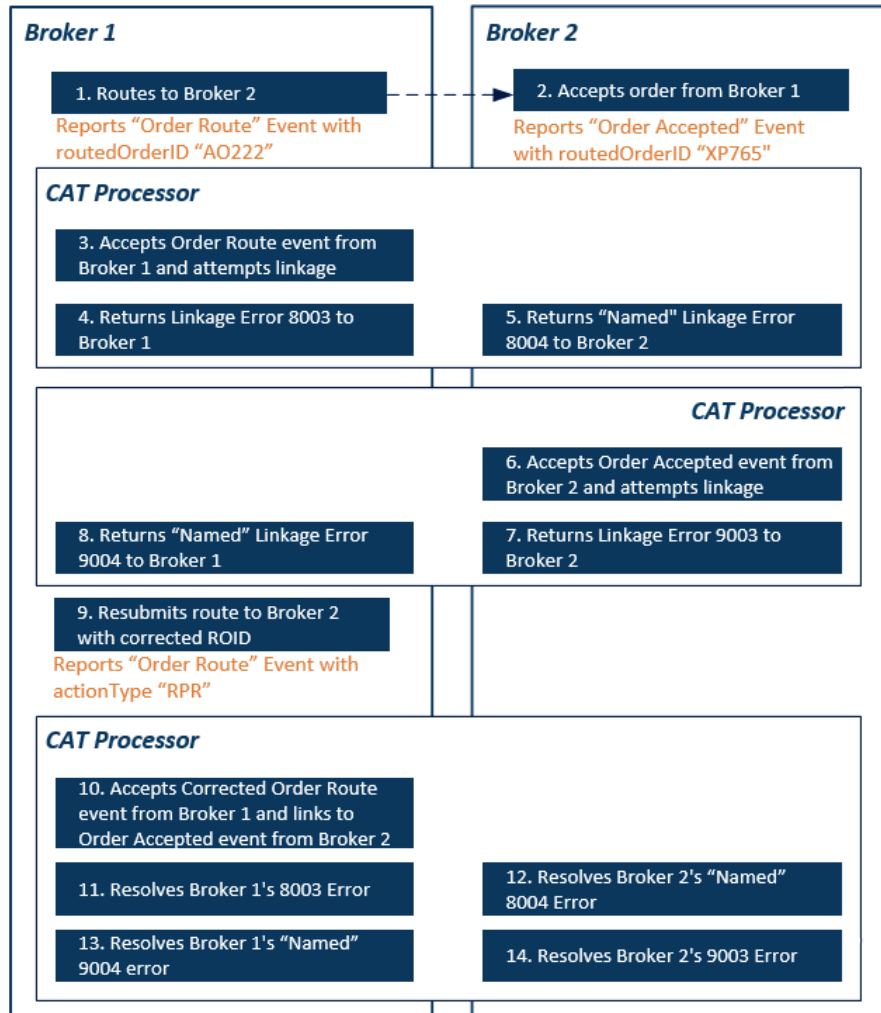 Broker 1
Broker 2
1. Routes to Broker 2
2. Accepts order from Broker 1
Reports “Order Route” Event with
routedOrderID “AO222”
Reports “Order Accepted” Event
with routedOrderID “XP765"
CAT Processor
3. Accepts Order Route event from
Broker 1 and attempts linkage
4. Returns Linkage Error 8003 to
Broker 1
5. Returns “Named" Linkage Error
8004 to Broker 2
CAT Processor
6. Accepts Order Accepted event from
Broker 2 and attempts linkage
8. Returns “Named” Linkage Error
9004 to Broker 1
7. Returns Linkage Error 9003 to
Broker 2
9. Resubmits route to Broker 2
with corrected ROID
Reports “Order Route” Event with
actionType “RPR”
CAT Processor
10. Accepts Corrected Order Route
event from Broker 1 and links to
Order Accepted event from Broker 2
11. Resolves Broker 1's 8003 Error
12. Resolves Broker 2's “Named”
8004 Error
13. Resolves Broker 1's “Named”
9004 error
14. Resolves Broker 2's 9003 Error